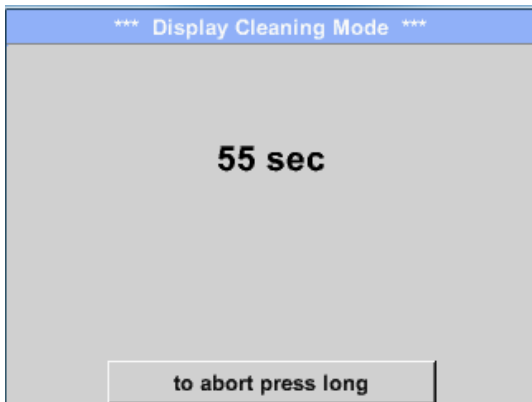 *** Display Cleaning Mode ***
55 sec
to abort press long